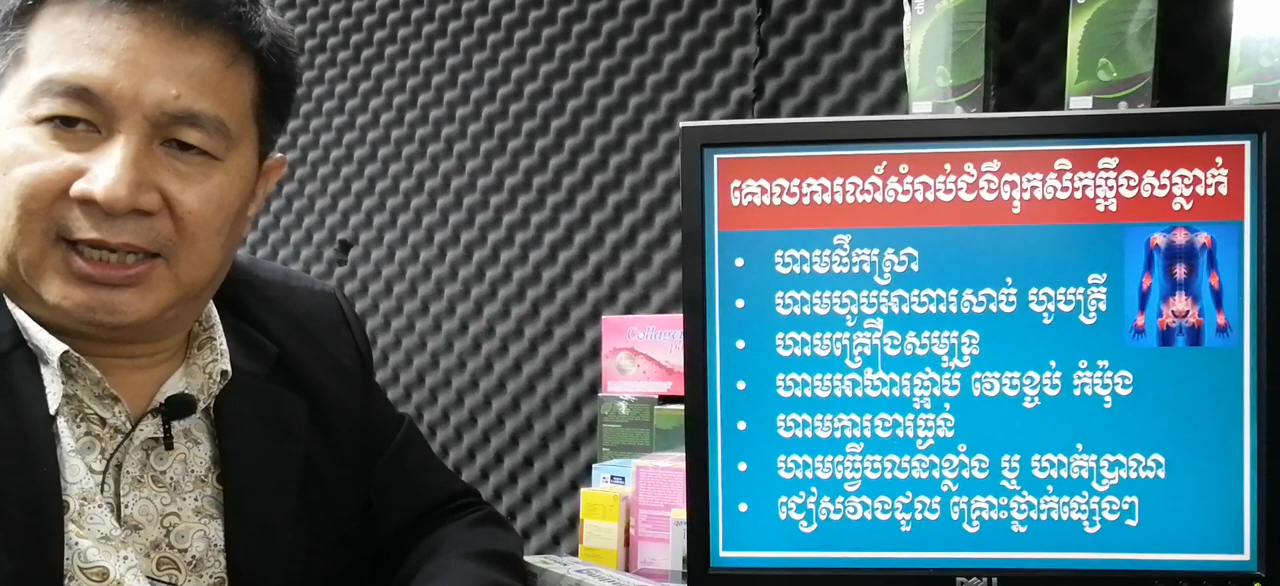 គោលការណ៍សំរាប់ជំងឺពុកសិកឆ្អឹងសន្លាក់
• ហាមផឹកស្រា
• ហាមហូបអាហារសាច់ ហូបត្រី
• ហាមគ្រឿងសមុទ្រ
• ហាមអាហារផ្អាប់ វេចខ្ចប់ កំប៉ុង
• ហាមការងារធ្ងន់
• ហាមធ្វើចលនាខ្លាំង ឬ ហាត់ប្រាណ
• ជៀសវាងដួល គ្រោះថ្នាក់ផ្សេងៗ
Collagen
DELL